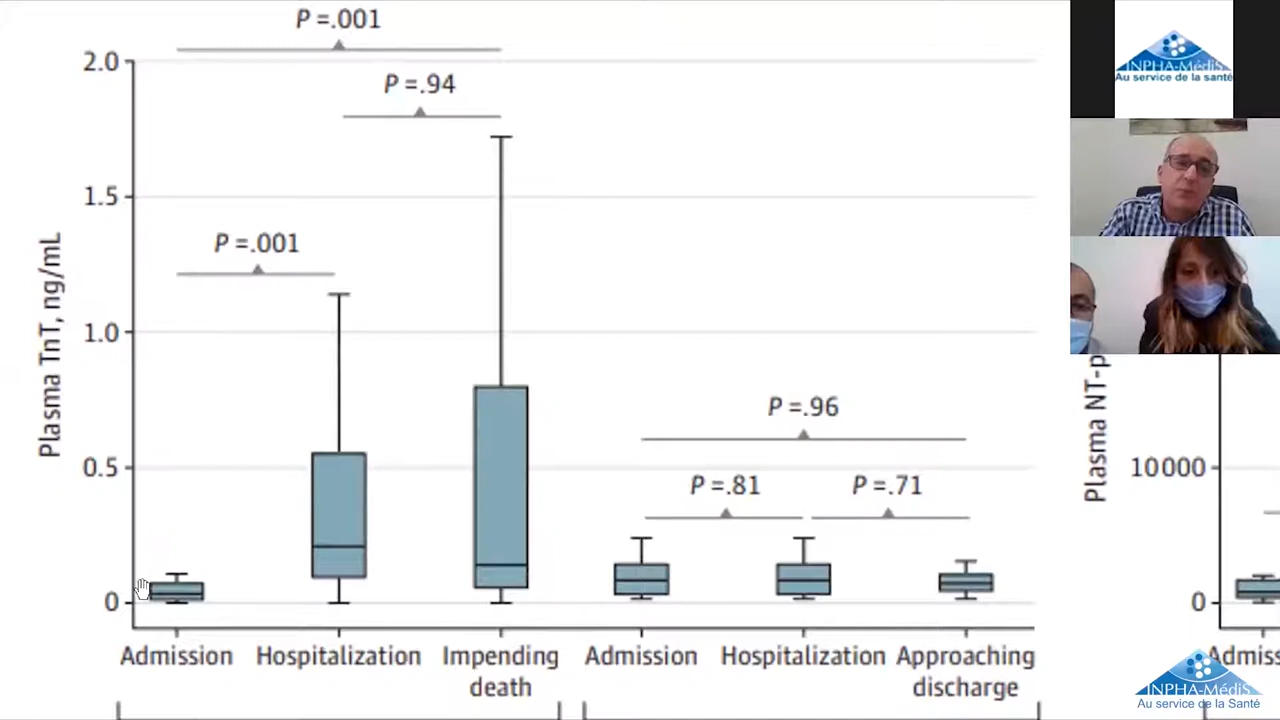 P =.001
2.0
P =.94
1.5
P =.001
1.0
P =.96
0.5
P =.81
P =.71
0
Plasma TnT, ng/mL
Admission
Hospitalization
Impending
death
Admission
Hospitalization
Approaching
discharge
Plasma NT-p
10000
0
Admiss
INPHA-MédiS
Au service de la santé
INPHA-MédiS
Au service de la Santé